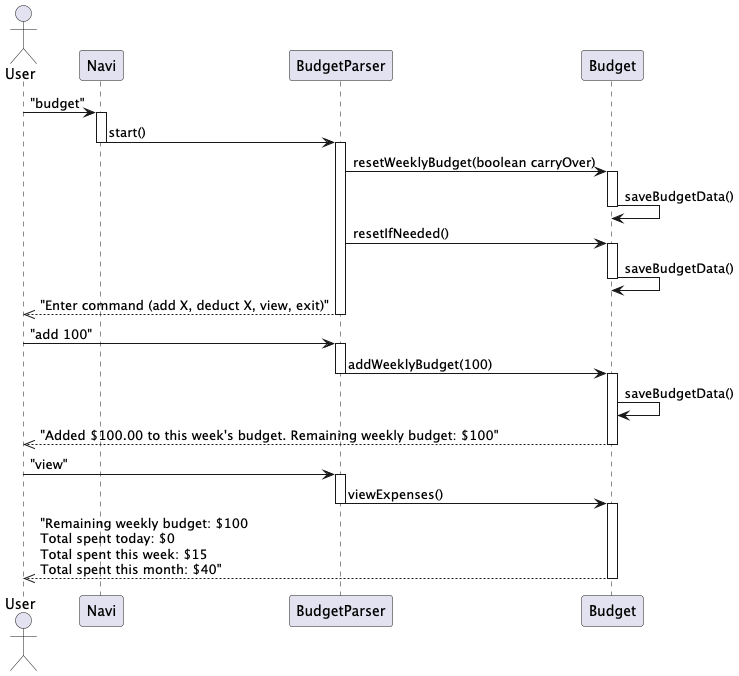 User
Navi
BudgetParser
Budget
"budget"
start()
resetWeeklyBudget(boolean carryOver)
saveBudgetData()
resetIfNeeded()
saveBudgetData()
"Enter command (add X, deduct X, view, exit)"
"add 100"
addWeeklyBudget(100)
saveBudgetData()
"Added $100.00 to this week's budget. Remaining weekly budget: $100"
"view"
viewExpenses()
"Remaining weekly budget: $100
Total spent today: $0
Total spent this week: $15
Total spent this month: $40"
User
Navi
BudgetParser
Budget